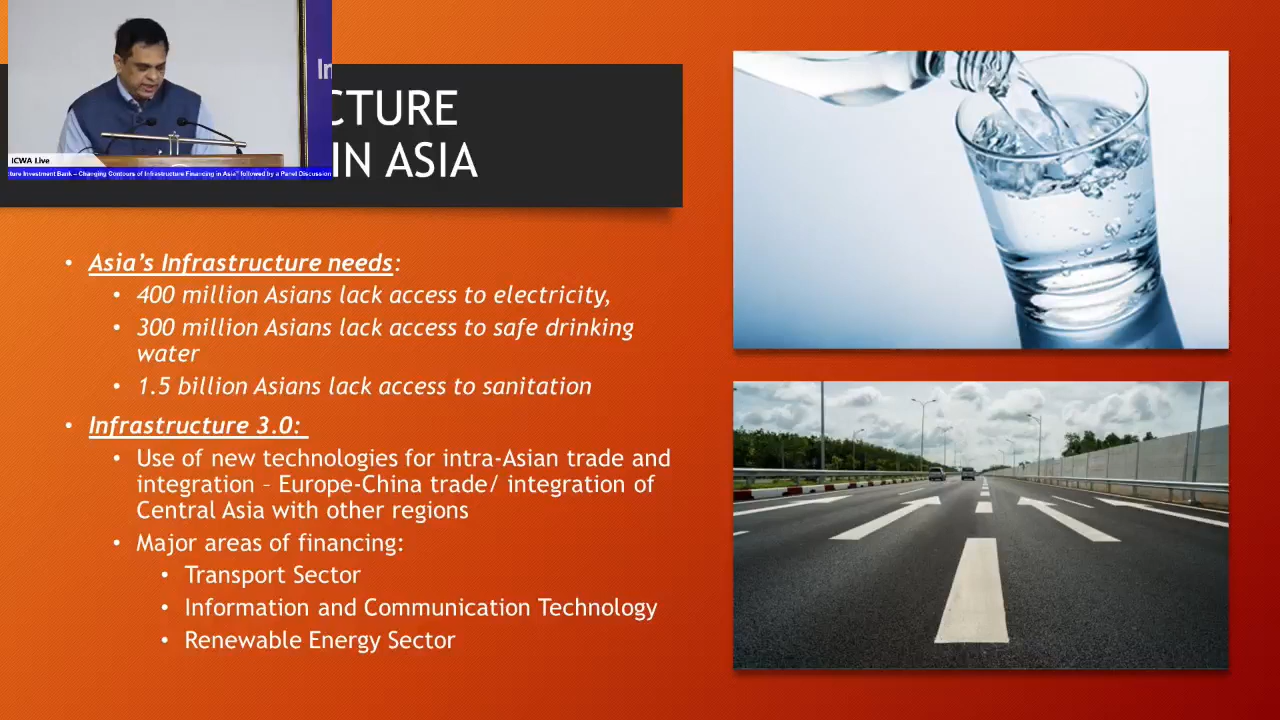 In
CTURE
IN ASIA
ICWA Live
cture Investment Bank – Changing Contours of Infrastructure Financing in Asia" followed by a Panel Discussion
• Asia's Infrastructure needs:
• 400 million Asians lack access to electricity,
• 300 million Asians lack access to safe drinking
water
• 1.5 billion Asians lack access to sanitation
• Infrastructure 3.0:
• Use of new technologies for intra-Asian trade and
integration – Europe-China trade/ integration of
Central Asia with other regions
• Major areas of financing:
• Transport Sector
• Information and Communication Technology
• Renewable Energy Sector